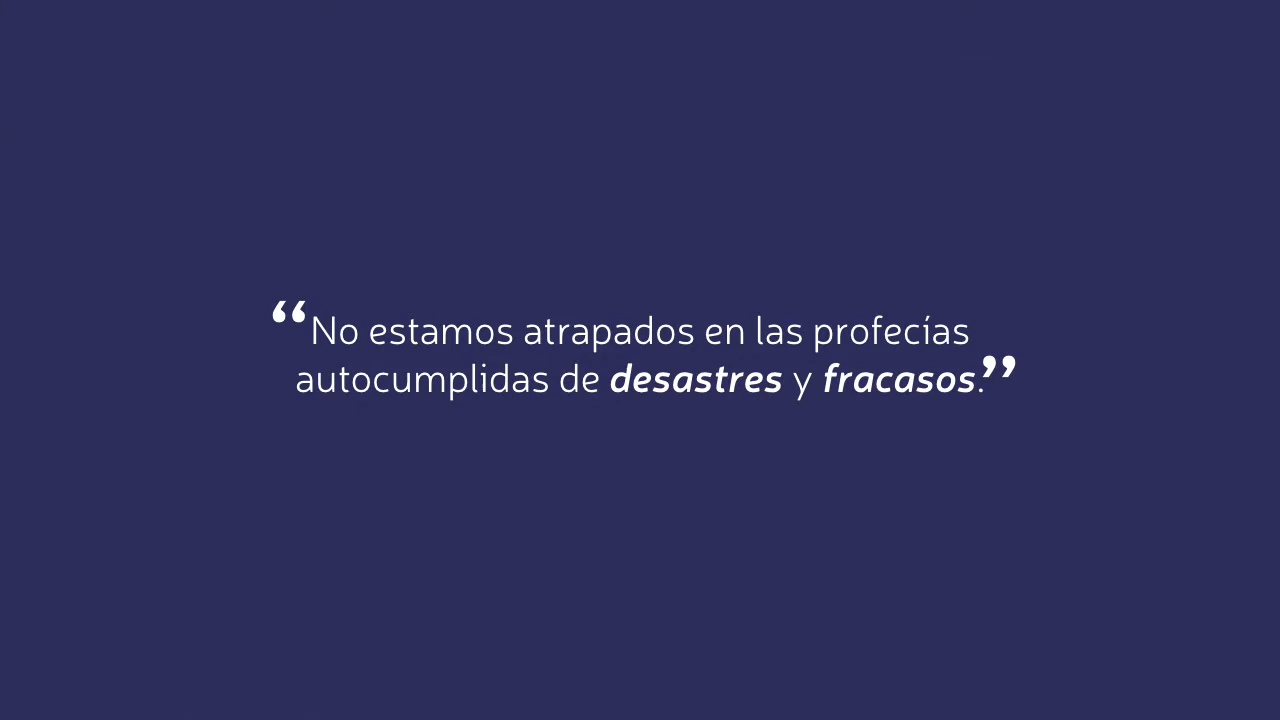 “No estamos atrapados en las profecías
autocumplidas de desastres y fracasos.”